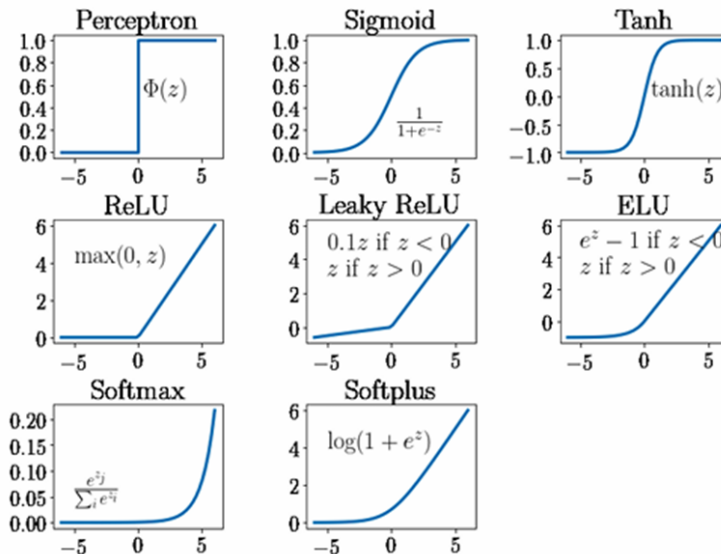 Perceptron
1.0
0.8
0.6
0.4
0.2
0.0
Φ(z)
−5 0 5
Sigmoid
1.0
0.8
0.6
0.4
0.2
0.0
1/(1+e^{−z})
−5 0 5
Tanh
1.0
0.5
0.0
−0.5
−1.0
tanh(z)
−5 0 5
ReLU
6
4
2
0
max(0, z)
−5 0 5
Leaky ReLU
6
4
2
0
0.1z if z < 0
z if z > 0
−5 0 5
ELU
6
4
2
0
e^z − 1 if z < 0
z if z > 0
−5 0 5
Softmax
0.20
0.15
0.10
0.05
0.00
e^{z_j}/∑_i e^{z_i}
−5 0 5
Softplus
6
4
2
0
log(1 + e^z)
−5 0 5